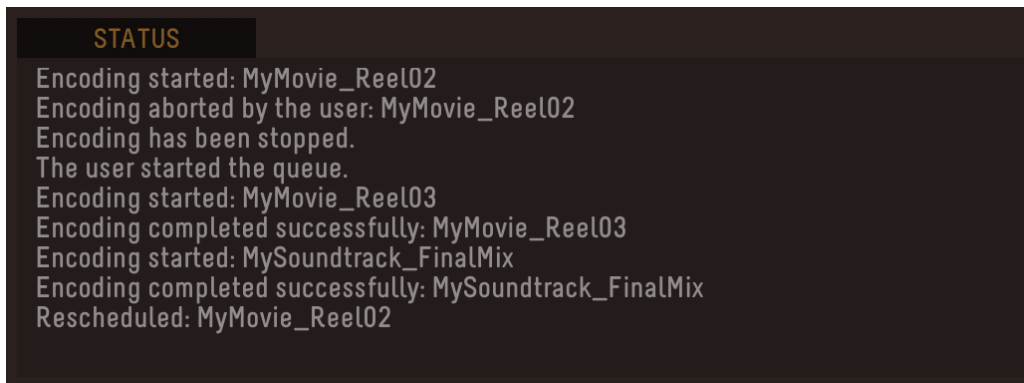 STATUS
Encoding started: MyMovie_Reel02
Encoding aborted by the user: MyMovie_Reel02
Encoding has been stopped.
The user started the queue.
Encoding started: MyMovie_Reel03
Encoding completed successfully: MyMovie_Reel03
Encoding started: MySoundtrack_FinalMix
Encoding completed successfully: MySoundtrack_FinalMix
Rescheduled: MyMovie_Reel02